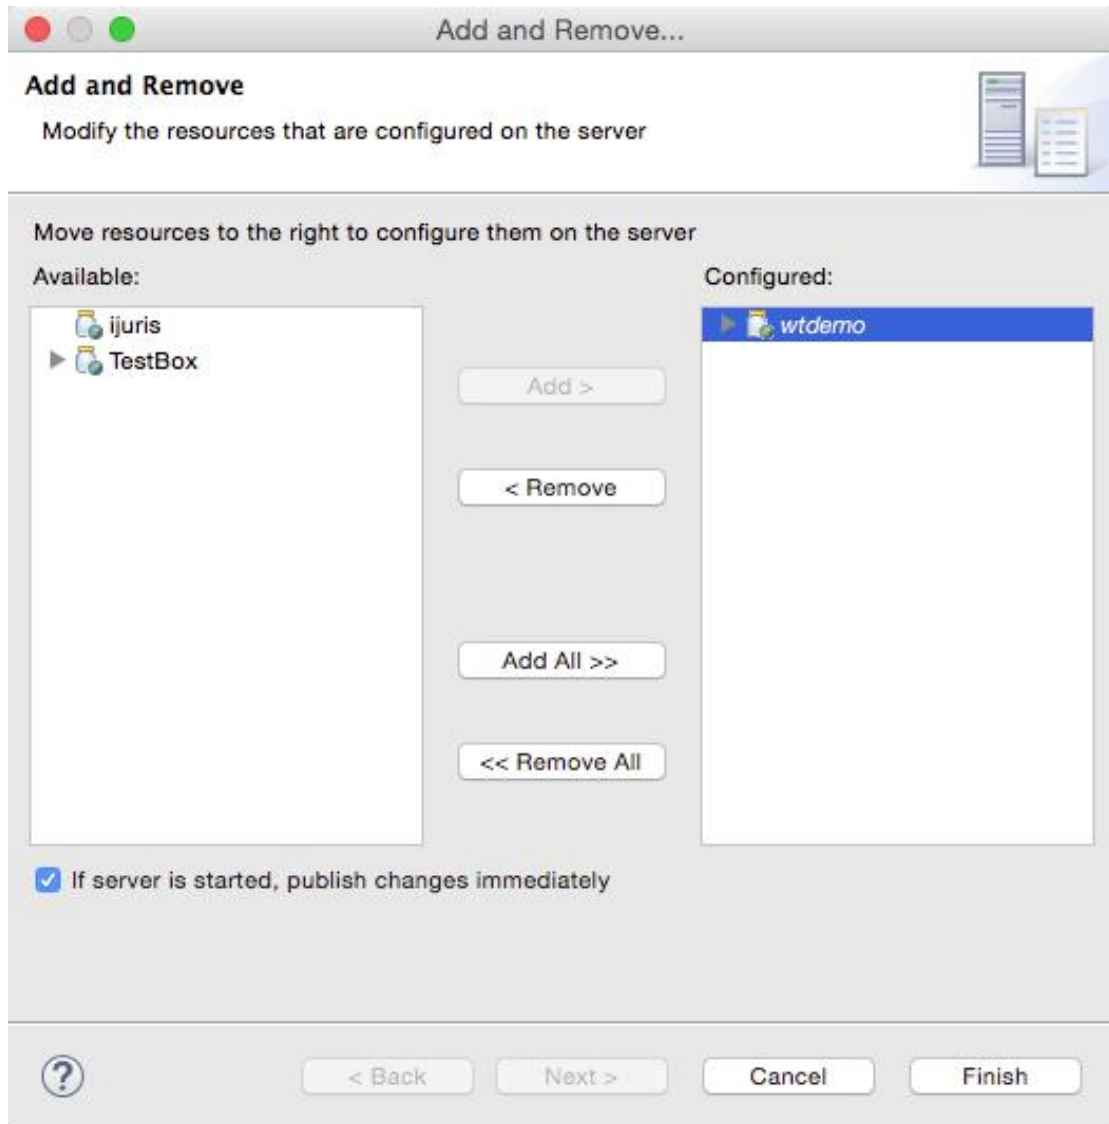 Add and Remove...
Add and Remove
Modify the resources that are configured on the server
Move resources to the right to configure them on the server
Available:
Configured:
ijuris
TestBox
wtdemo
Add >
< Remove
Add All >>
<< Remove All
If server is started, publish changes immediately
?
< Back
Next >
Cancel
Finish